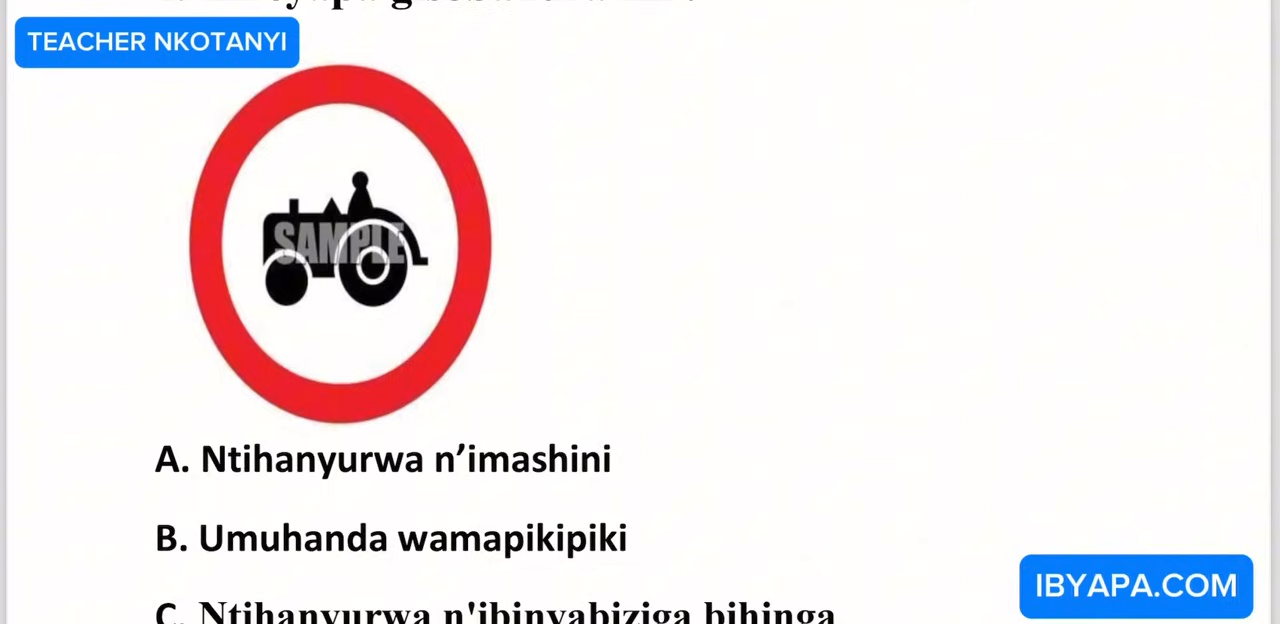 TEACHER NKOTANYI
SAMPLE
A. Ntihanyurwa n’imashini
B. Umuhanda wamapikipiki
IBYAPA.COM
C. Ntihanyurwa n'ibinyabiziga bihinga